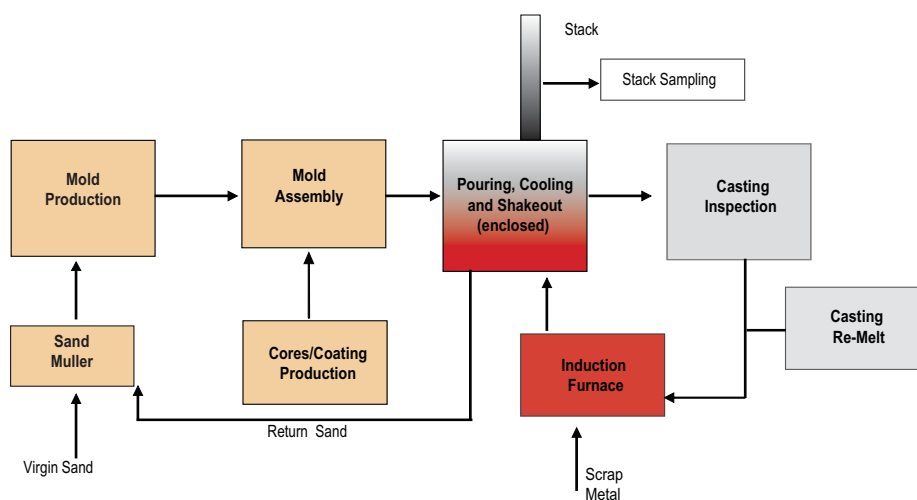 Stack
Stack Sampling
Mold
Production
Mold
Assembly
Pouring, Cooling
and Shakeout
(enclosed)
Casting
Inspection
Sand
Muller
Cores/Coating
Production
Induction
Furnace
Casting
Re-Melt
Return Sand
Virgin Sand
Scrap
Metal